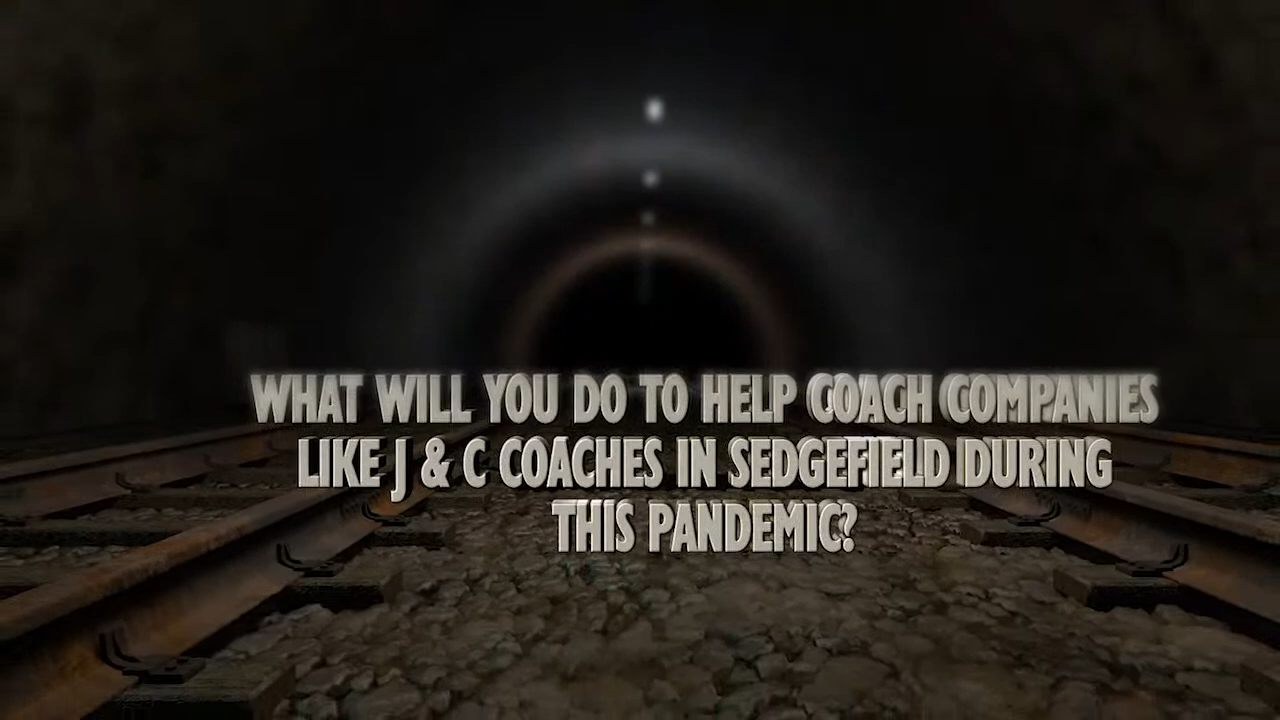 WHAT WILL YOU DO TO HELP COACH COMPANIES
LIKE J & C COACHES IN SEDGEFIELD DURING
THIS PANDEMIC?